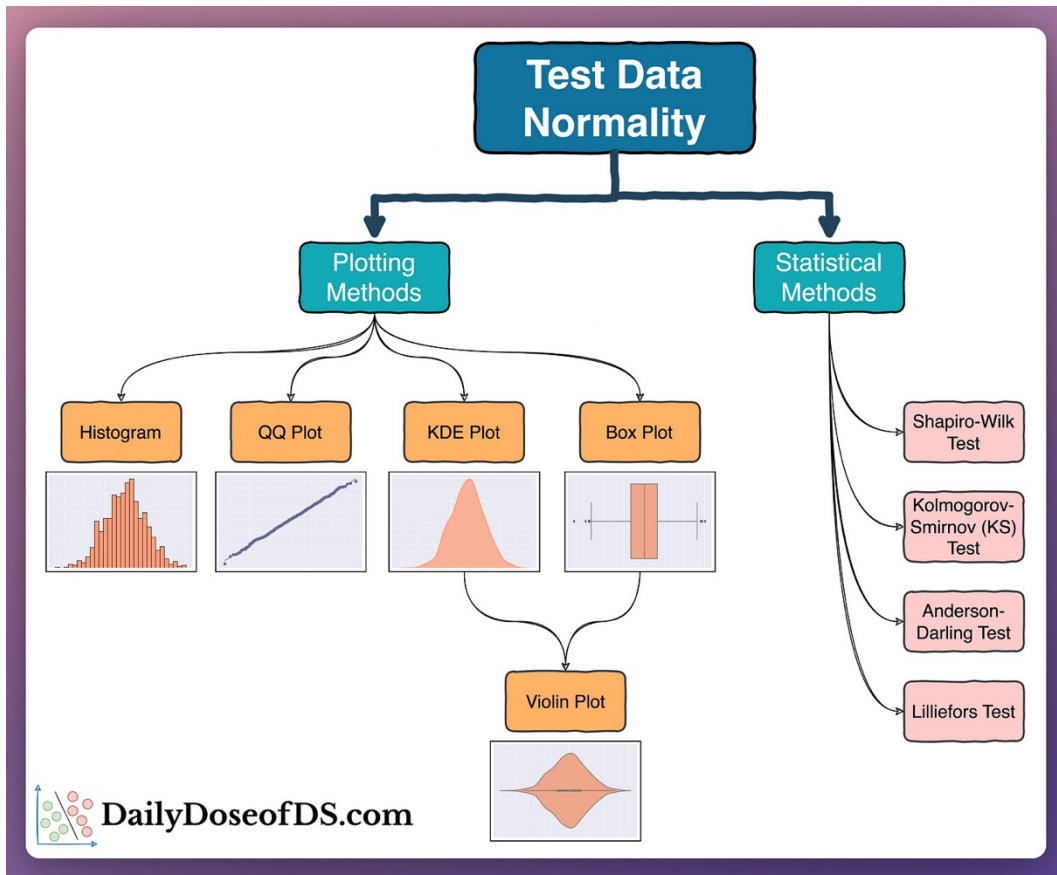 Test Data
Normality
Plotting
Methods
Statistical
Methods
Histogram
QQ Plot
KDE Plot
Box Plot
Shapiro-Wilk
Test
Kolmogorov-
Smirnov (KS)
Test
Anderson-
Darling Test
Violin Plot
Lilliefors Test
DailyDoseofDS.com